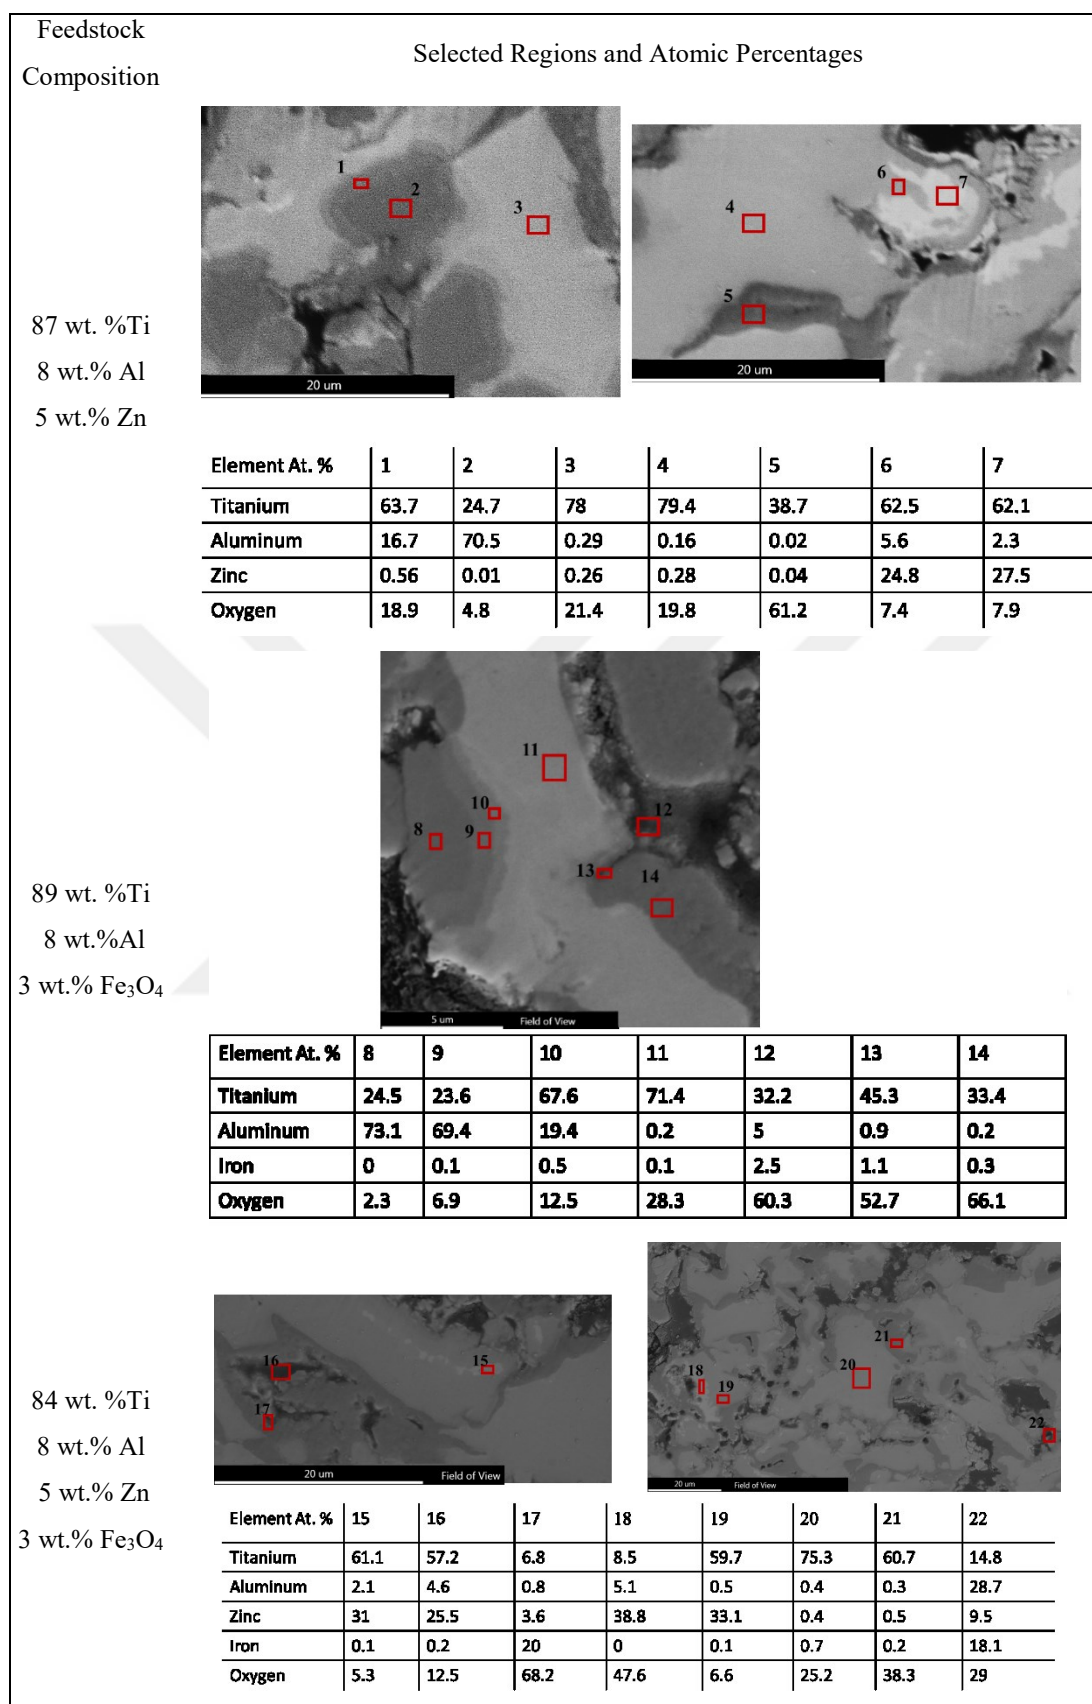 Feedstock
Composition
Selected Regions and Atomic Percentages
1
2
3
20 um
4
5
6
7
20 um
87 wt. %Ti
8 wt.% Al
5 wt.% Zn
Element At. % 1 2 3 4 5 6 7
Titanium 63.7 24.7 78 79.4 38.7 62.5 62.1
Aluminum 16.7 70.5 0.29 0.16 0.02 5.6 2.3
Zinc 0.56 0.01 0.26 0.28 0.04 24.8 27.5
Oxygen 18.9 4.8 21.4 19.8 61.2 7.4 7.9
11
10
8
9
12
13
14
5 um Field of View
89 wt. %Ti
8 wt.%Al
3 wt.% Fe₃O₄
Element At. % 8 9 10 11 12 13 14
Titanium 24.5 23.6 67.6 71.4 32.2 45.3 33.4
Aluminum 73.1 69.4 19.4 0.2 5 0.9 0.2
Iron 0 0.1 0.5 0.1 2.5 1.1 0.3
Oxygen 2.3 6.9 12.5 28.3 60.3 52.7 66.1
16
15
17
20 um Field of View
21
20
18
19
22
20 um Field of View
84 wt. %Ti
8 wt.% Al
5 wt.% Zn
3 wt.% Fe₃O₄
Element At. % 15 16 17 18 19 20 21 22
Titanium 61.1 57.2 6.8 8.5 59.7 75.3 60.7 14.8
Aluminum 2.1 4.6 0.8 5.1 0.5 0.4 0.3 28.7
Zinc 31 25.5 3.6 38.8 33.1 0.4 0.5 9.5
Iron 0.1 0.2 20 0 0.1 0.7 0.2 18.1
Oxygen 5.3 12.5 68.2 47.6 6.6 25.2 38.3 29